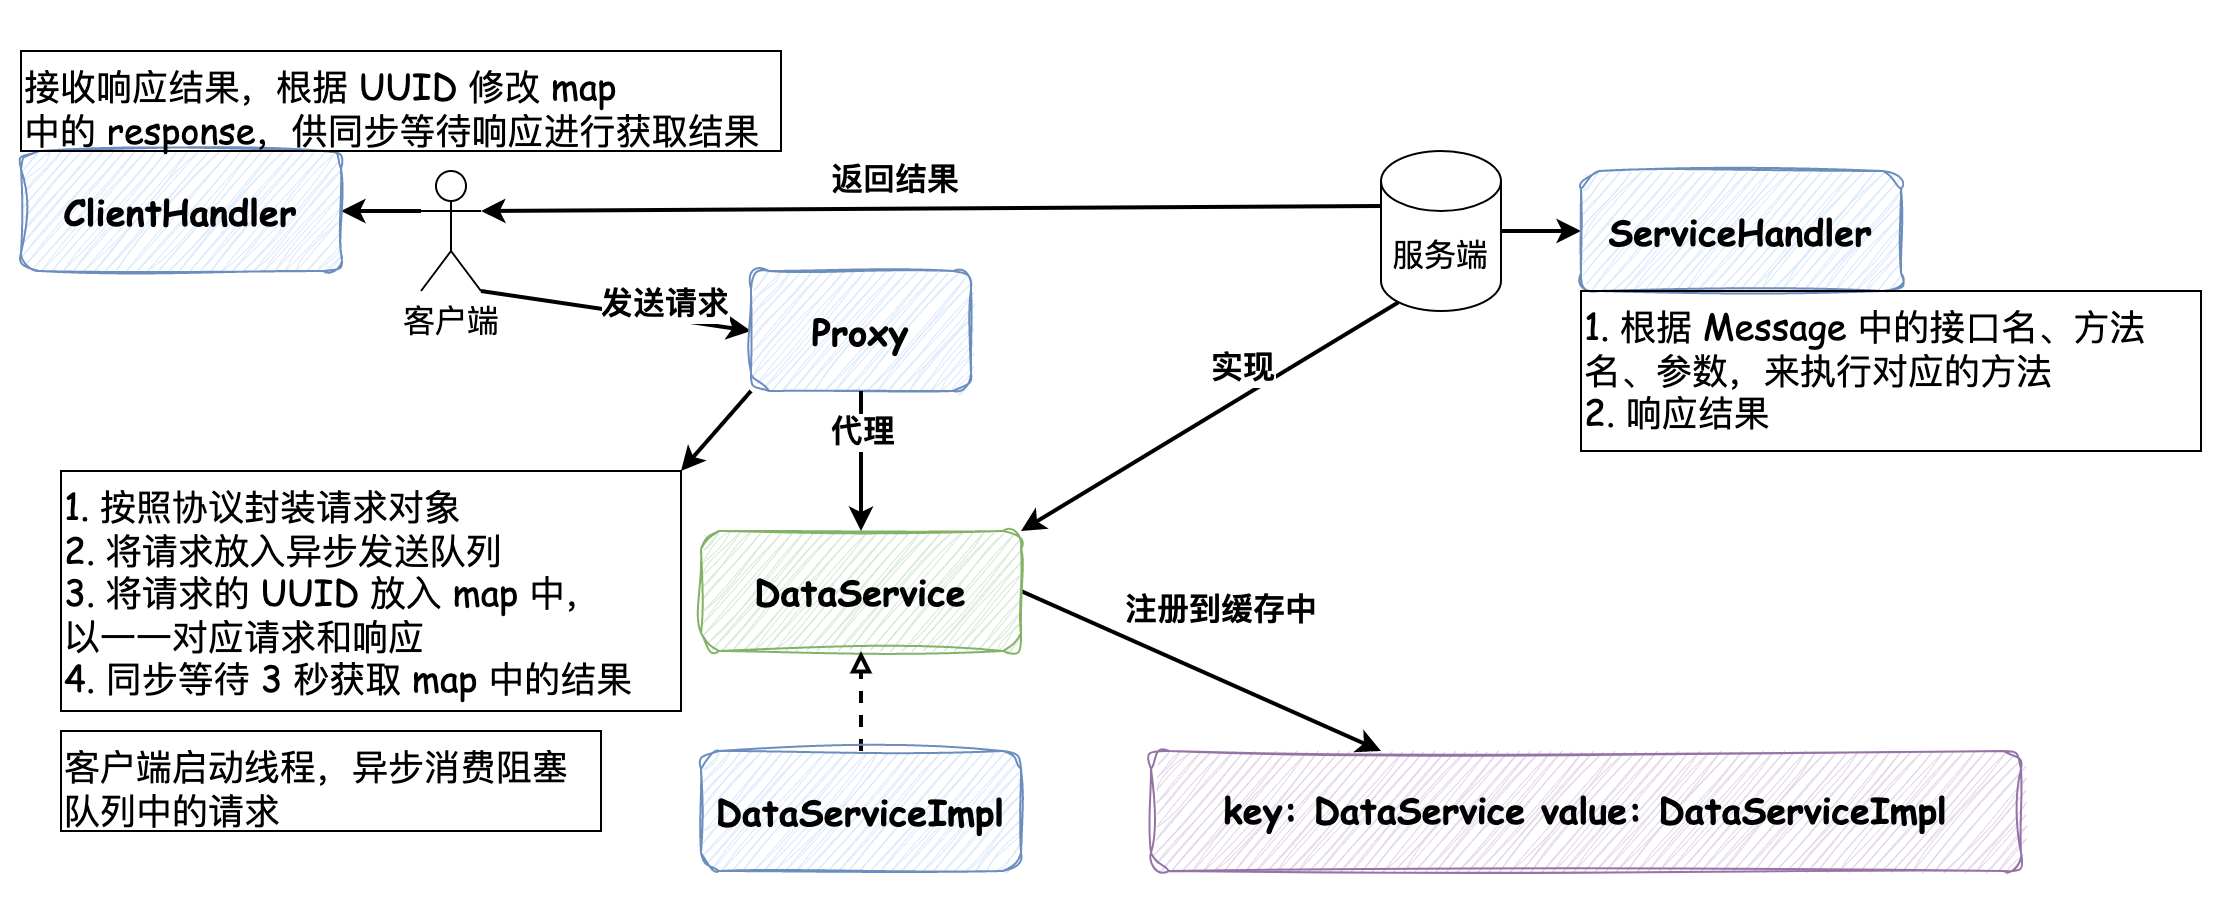 接收响应结果，根据 UUID 修改 map
中的 response，供同步等待响应进行获取结果
ClientHandler
客户端
返回结果
发送请求
Proxy
服务端
ServiceHandler
1. 根据 Message 中的接口名、方法
名、参数，来执行对应的方法
2. 响应结果
实现
代理
1. 按照协议封装请求对象
2. 将请求放入异步发送队列
3. 将请求的 UUID 放入 map 中，
以一一对应请求和响应
4. 同步等待 3 秒获取 map 中的结果
DataService
注册到缓存中
客户端启动线程，异步消费阻塞
队列中的请求
DataServiceImpl
key: DataService value: DataServiceImpl